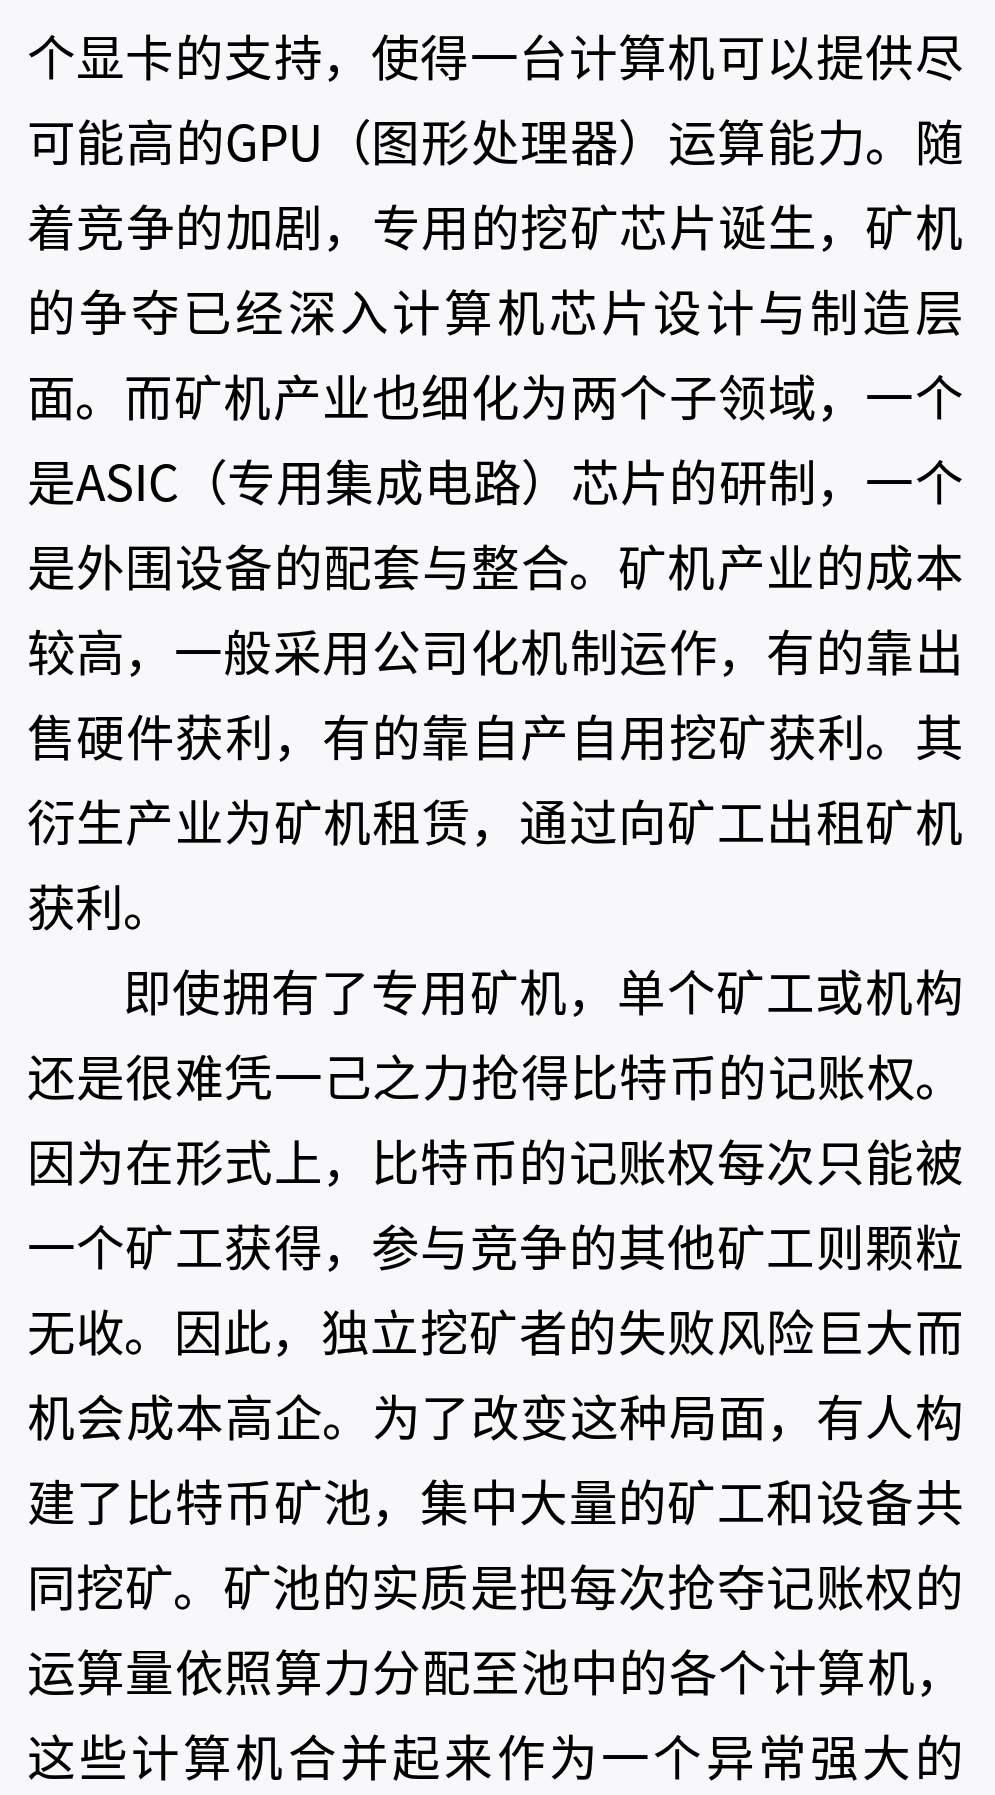 个显卡的支持，使得一台计算机可以提供尽
可能高的GPU（图形处理器）运算能力。随
着竞争的加剧，专用的挖矿芯片诞生，矿机
的争夺已经深入计算机芯片设计与制造层
面。而矿机产业也细化为两个子领域，一个
是ASIC（专用集成电路）芯片的研制，一个
是外围设备的配套与整合。矿机产业的成本
较高，一般采用公司化机制运作，有的靠出
售硬件获利，有的靠自产自用挖矿获利。其
衍生产业为矿机租赁，通过向矿工出租矿机
获利。
即使拥有了专用矿机，单个矿工或机构
还是很难凭一己之力抢得比特币的记账权。
因为在形式上，比特币的记账权每次只能被
一个矿工获得，参与竞争的其他矿工则颗粒
无收。因此，独立挖矿者的失败风险巨大而
机会成本高企。为了改变这种局面，有人构
建了比特币矿池，集中大量的矿工和设备共
同挖矿。矿池的实质是把每次抢夺记账权的
运算量依照算力分配至池中的各个计算机，
这些计算机合并起来作为一个异常强大的